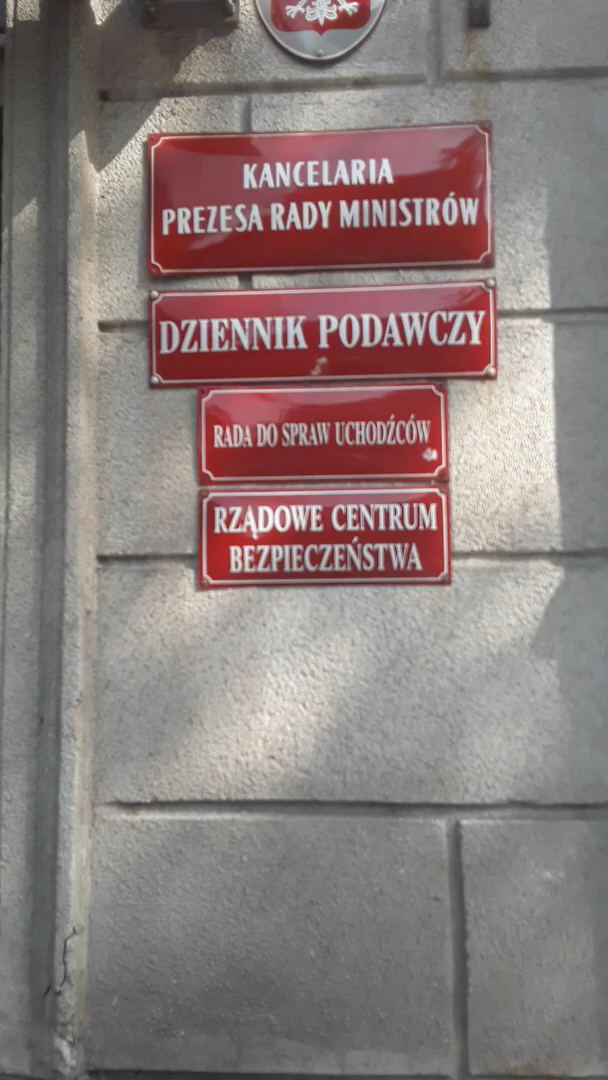 KANCELARIA
PREZESA RADY MINISTRÓW
DZIENNIK PODAWCZY
RADA DO SPRAW UCHODŹCÓW
RZĄDOWE CENTRUM
BEZPIECZEŃSTWA